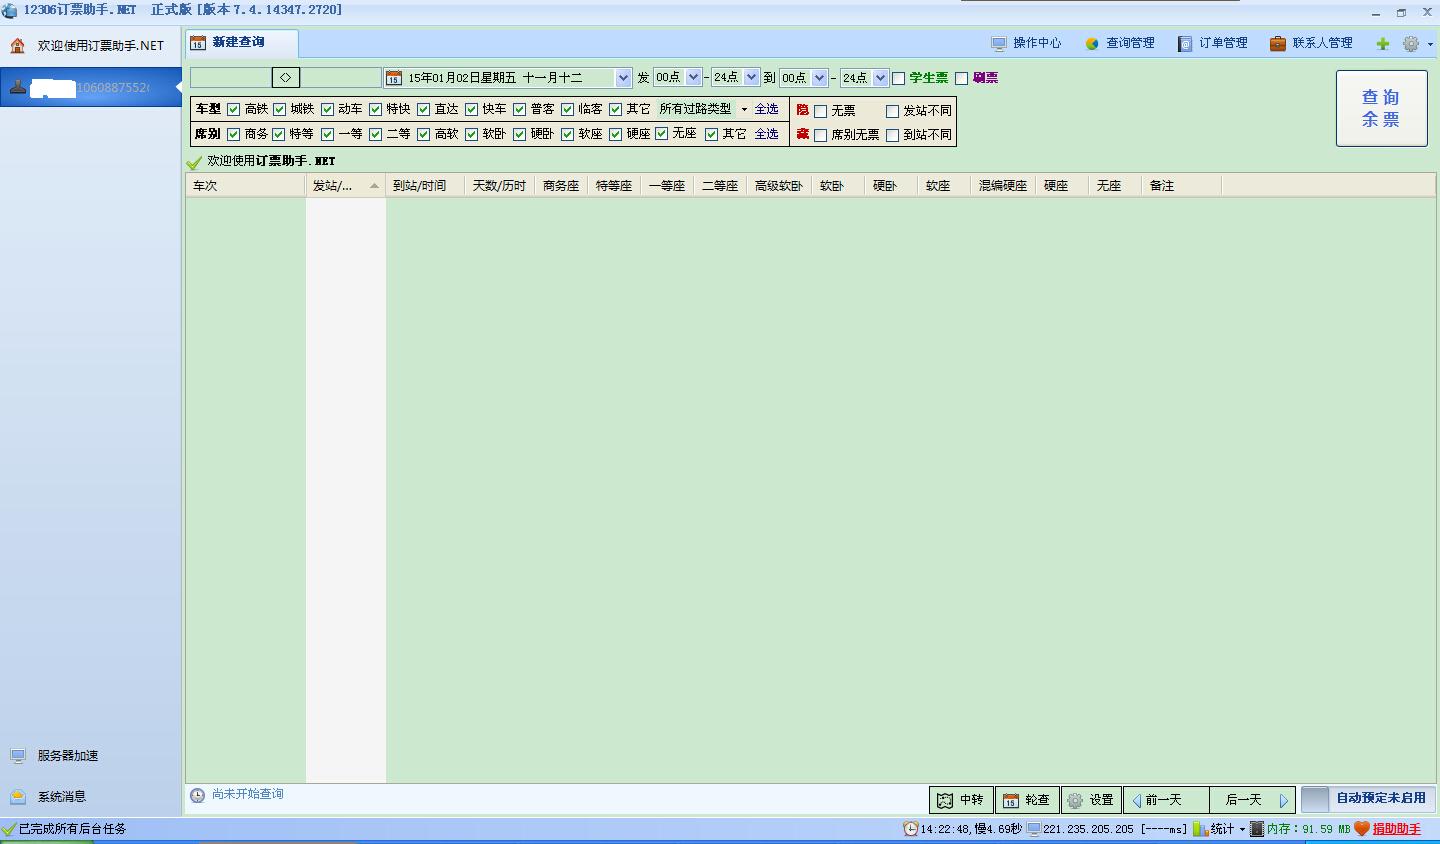 12306订票助手.NET 正式版 [版本 7.4.14347.2720]
欢迎使用订票助手.NET
新建查询
操作中心 查询管理 订单管理 联系人管理
<> 15 15年01月02日星期五 十一月十二 发 00点 - 24点 到 00点 - 24点 学生票 刷票
查询
余票
车型 高铁 城铁 动车 特快 直达 快车 普客 临客 其它 所有过路类型 全选 隐 无票 发站不同
席别 商务 特等 一等 二等 高软 软卧 硬卧 软座 硬座 无座 其它 全选 藏 席别无票 到站不同
欢迎使用订票助手.NET
车次 发站/... 到站/时间 天数/历时 商务座 特等座 一等座 二等座 高级软卧 软卧 硬卧 软座 混编硬座 硬座 无座 备注
服务器加速
系统消息
尚未开始查询
中转 轮查 设置 前一天 后一天 自动预定未启用
已完成所有后台任务
14:22:48,慢4.69秒 221.235.205.205 [----ms] 统计 内存：91.59 MB 捐助助手